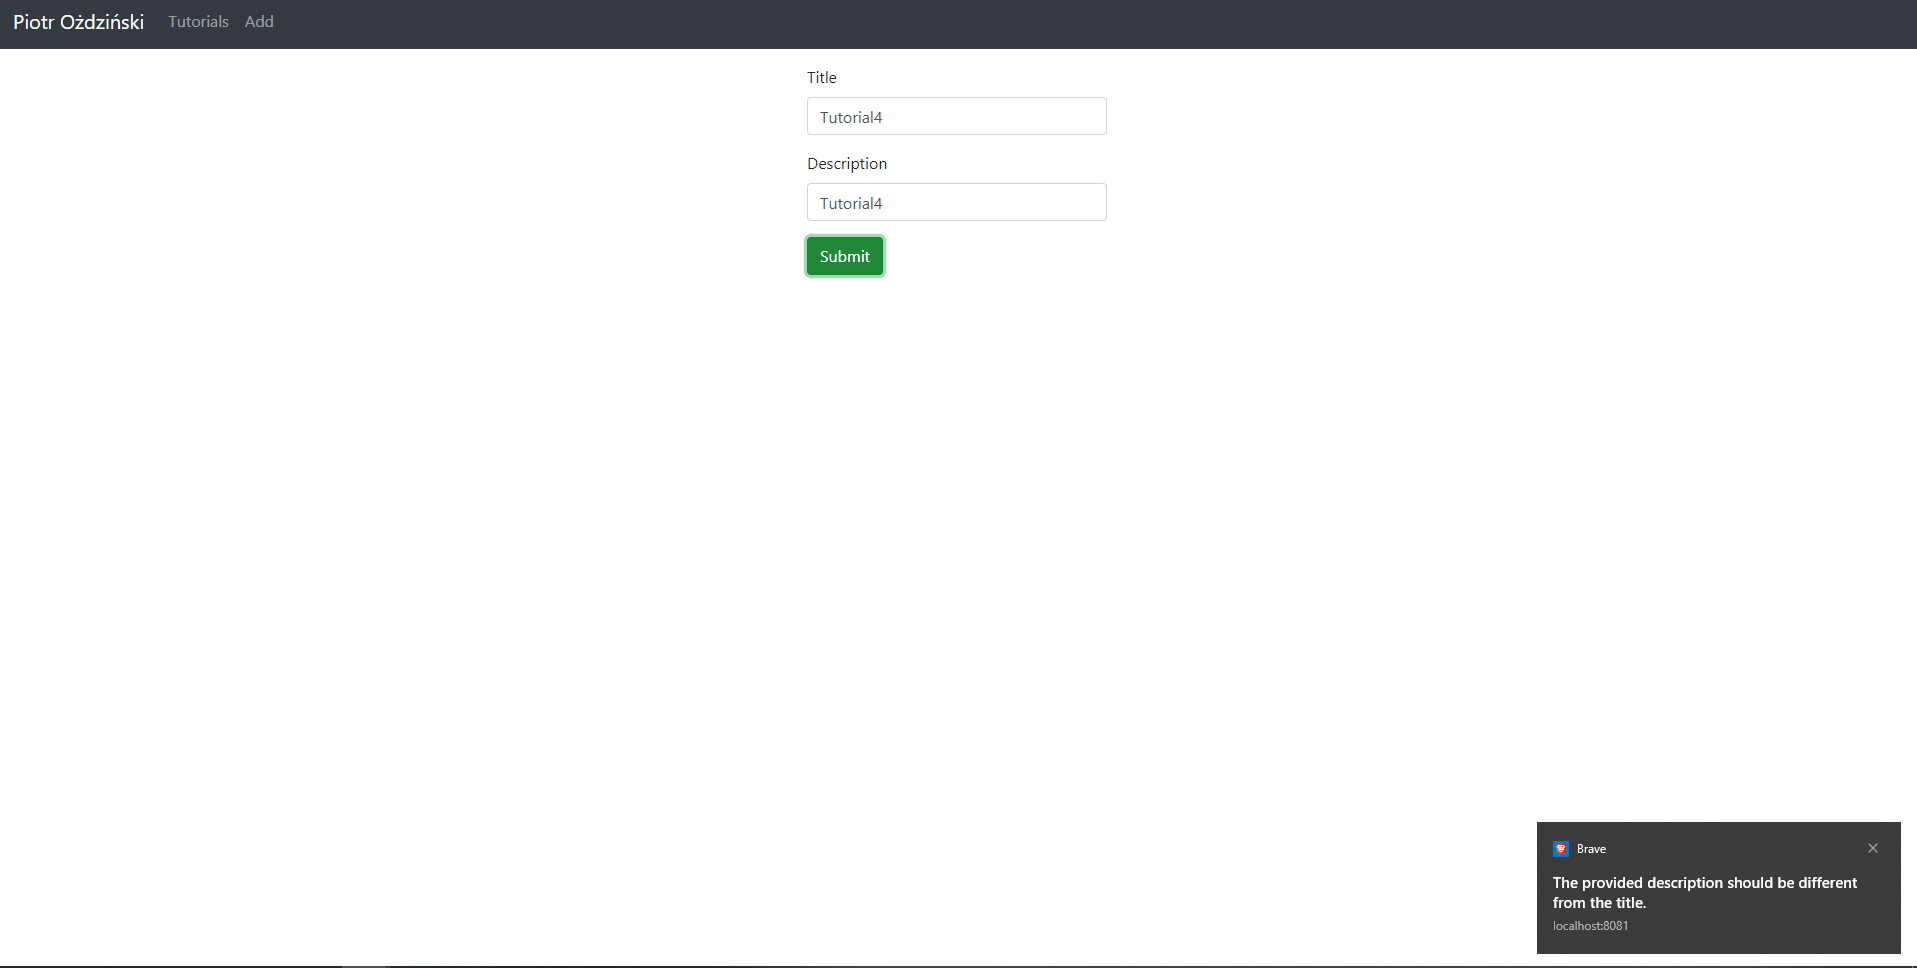 Piotr Ożdziński Tutorials Add
Title
Tutorial4
Description
Tutorial4
Submit
Brave
The provided description should be different
from the title.
localhost:8081